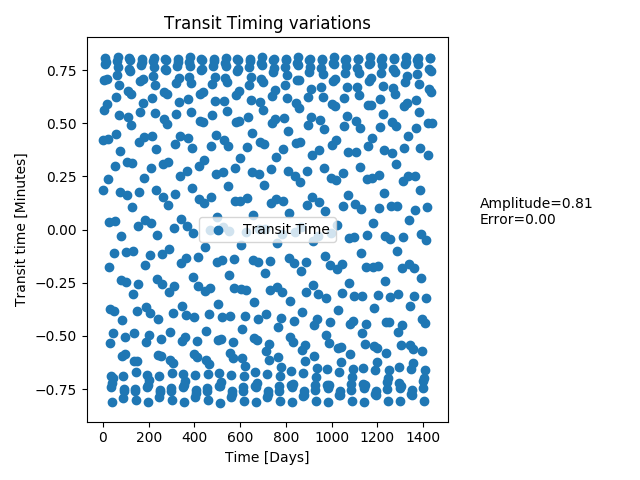 Transit Timing variations
Transit time [Minutes]
0.75
0.50
0.25
0.00
−0.25
−0.50
−0.75
Transit Time
0 200 400 600 800 1000 1200 1400
Time [Days]
Amplitude=0.81
Error=0.00